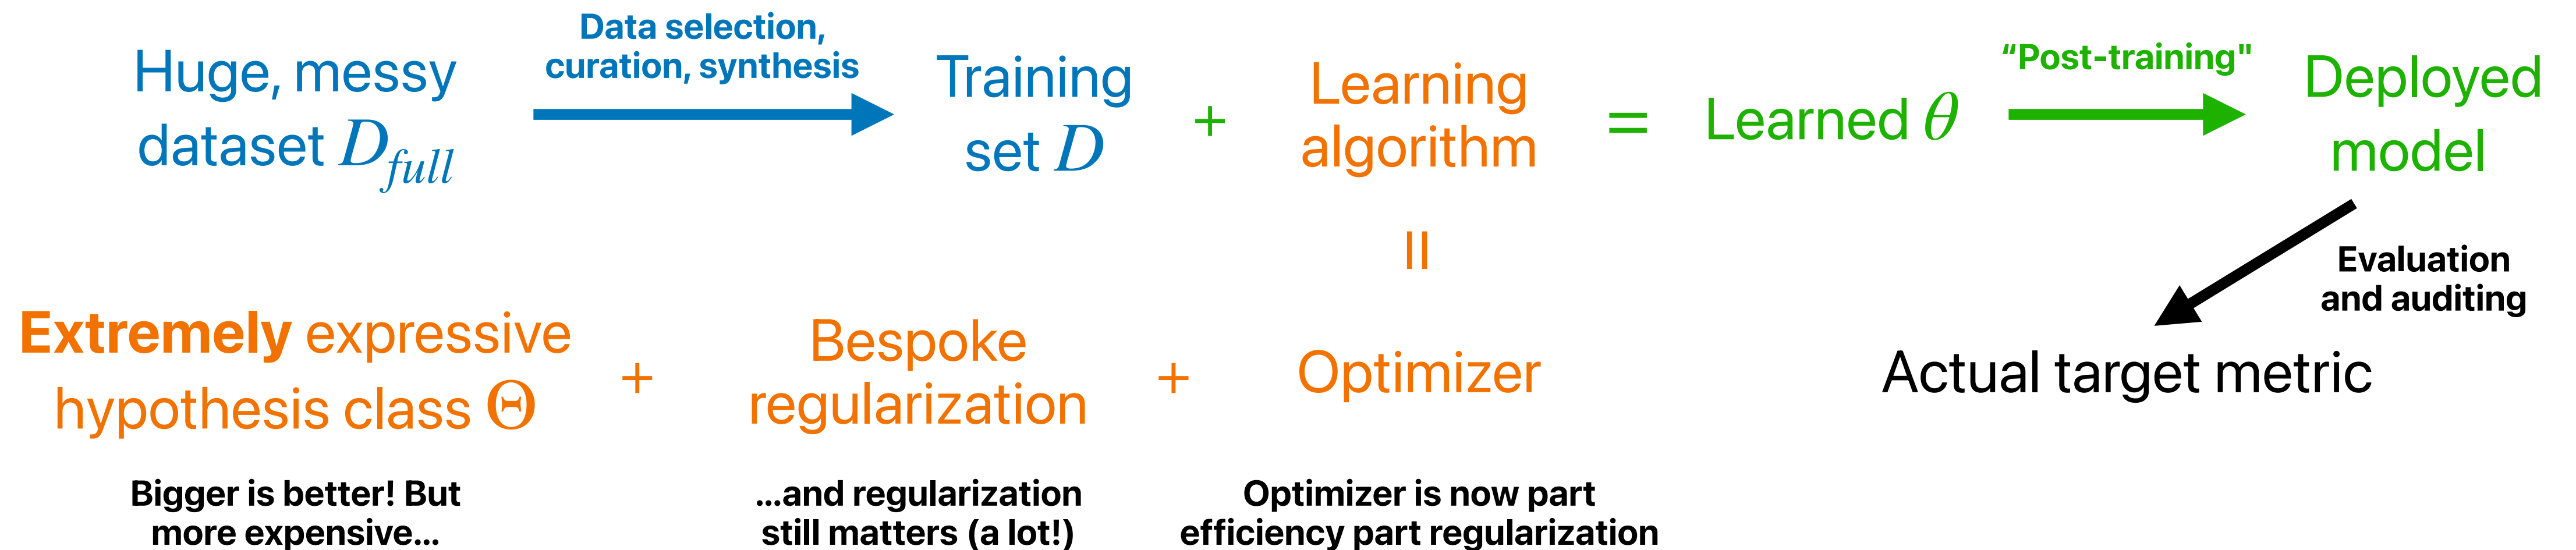 Huge, messy
dataset D_full
Data selection,
curation, synthesis
Training
set D
+
Learning
algorithm
=
Learned θ
“Post-training"
Deployed
model
=
Evaluation
and auditing
Extremely expressive
hypothesis class Θ
+
Bespoke
regularization
+
Optimizer
Actual target metric
Bigger is better! But
more expensive...
...and regularization
still matters (a lot!)
Optimizer is now part
efficiency part regularization